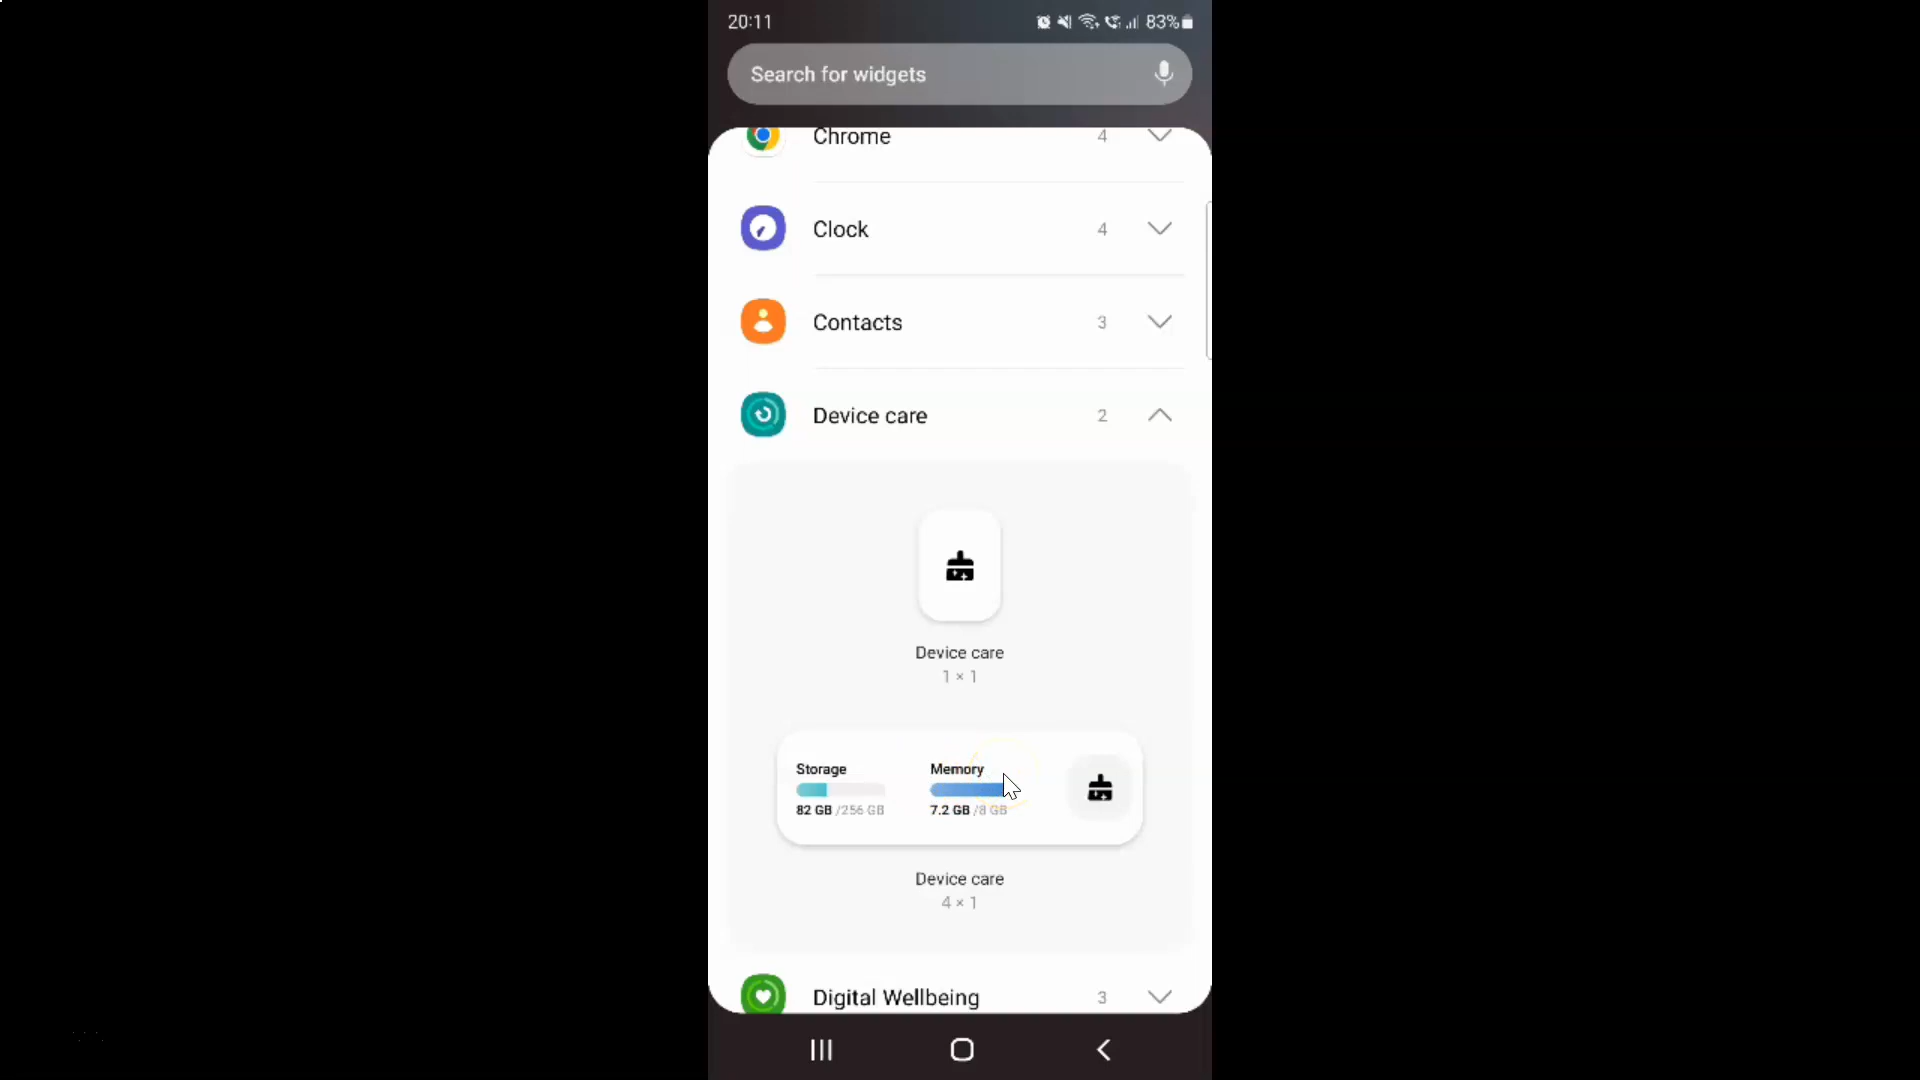 20:11
83%
Search for widgets
Chrome 4
Clock 4
Contacts 3
Device care 2
Device care
1 × 1
Storage Memory
82 GB /256 GB 7.2 GB /8 GB
Device care
4 × 1
Digital Wellbeing 3